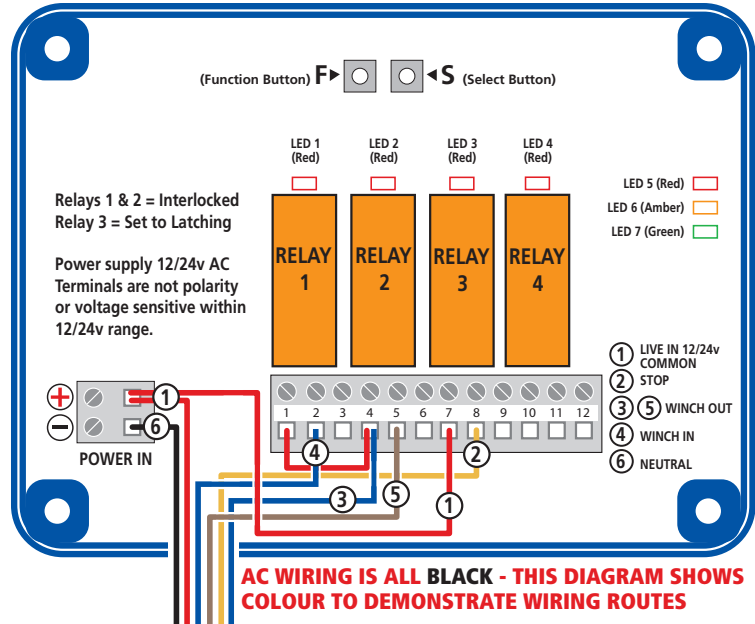 (Function Button) F S (Select Button)
LED 1 (Red)
LED 2 (Red)
LED 3 (Red)
LED 4 (Red)
LED 5 (Red)
LED 6 (Amber)
LED 7 (Green)
Relays 1 & 2 = Interlocked
Relay 3 = Set to Latching
Power supply 12/24v AC
Terminals are not polarity
or voltage sensitive within
12/24v range.
RELAY 1
RELAY 2
RELAY 3
RELAY 4
+
−
1
6
POWER IN
1 2 3 4 5 6 7 8 9 10 11 12
4
2
3
5
1
1 LIVE IN 12/24v
COMMON
2 STOP
3 5 WINCH OUT
4 WINCH IN
6 NEUTRAL
AC WIRING IS ALL BLACK - THIS DIAGRAM SHOWS
COLOUR TO DEMONSTRATE WIRING ROUTES